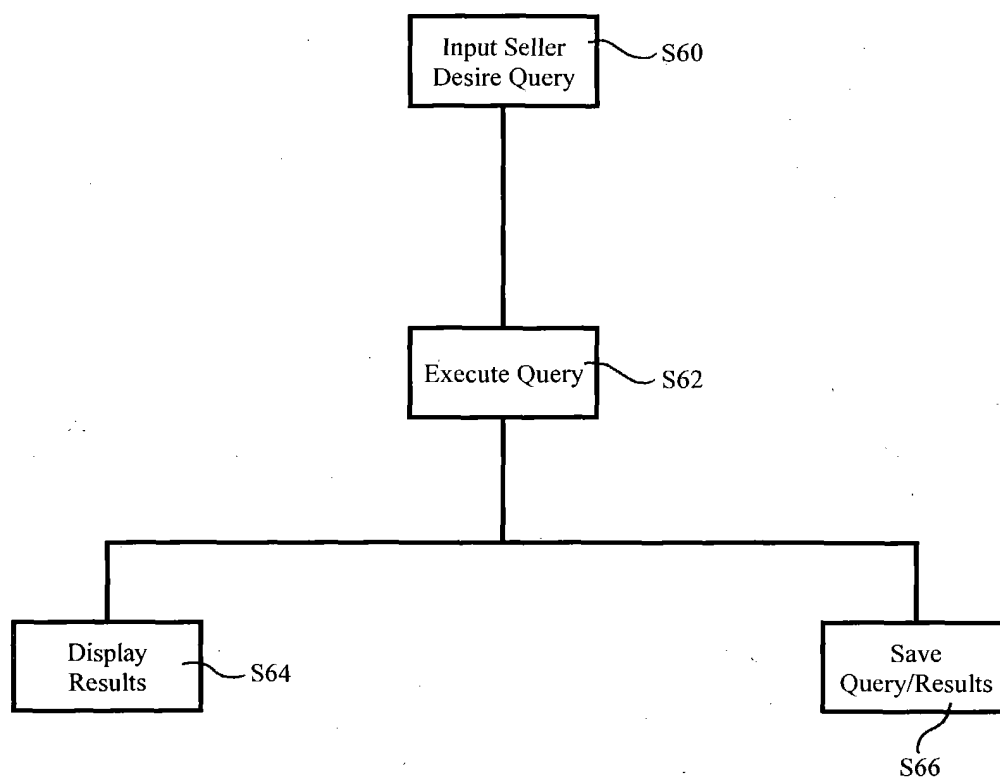 Input Seller
Desire Query
S60
Execute Query
S62
Display
Results
S64
Save
Query/Results
S66